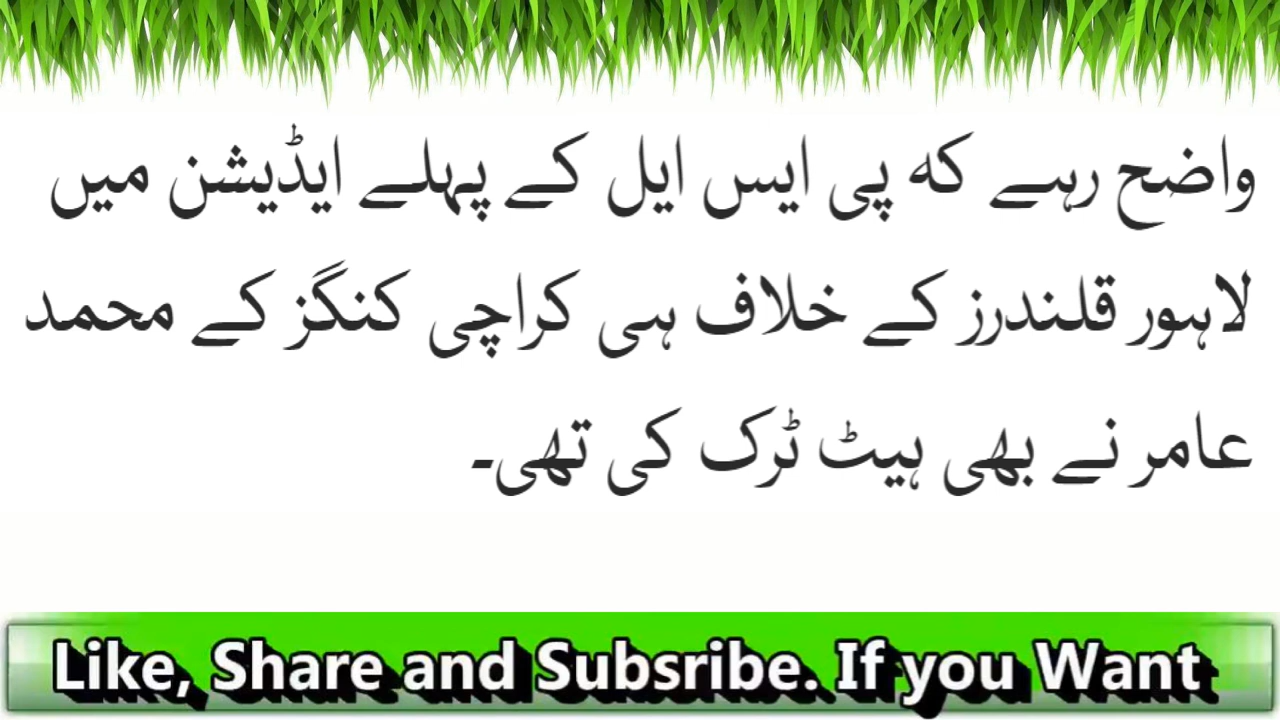 واضح رہے کہ پی ایس ایل کے پہلے ایڈیشن میں
لاہور قلندرز کے خلاف ہی کراچی کنگز کے محمد
عامر نے بھی ہیٹ ٹرک کی تھی۔
Like, Share and Subsribe. If you Want